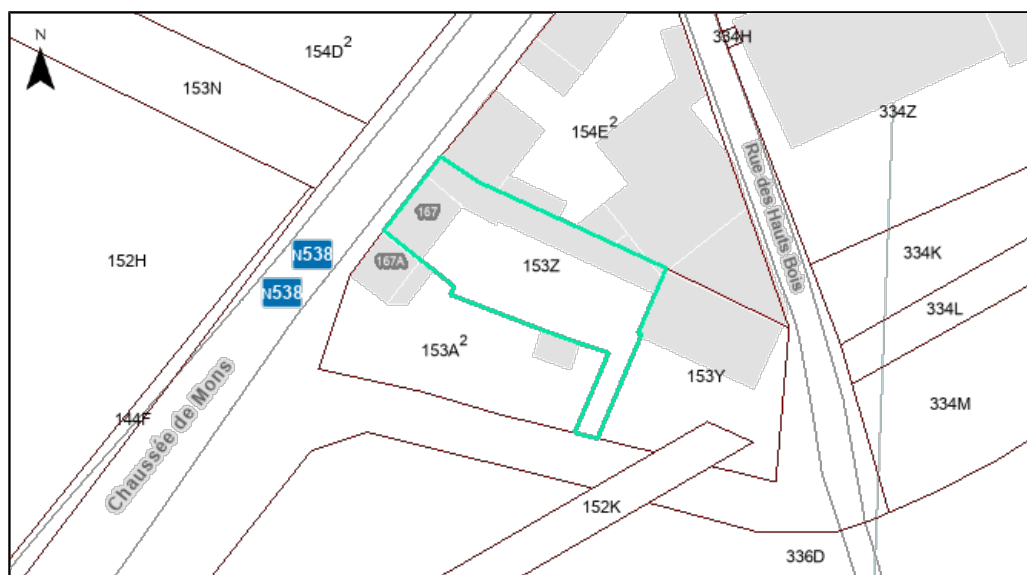 N
154D²
153N
334H
334Z
154E²
Rue des Hauts Bois
167
153Z
N538
167A
152H
N538
334K
334L
153A²
153Y
334M
144F
Chaussée de Mons
152K
336D